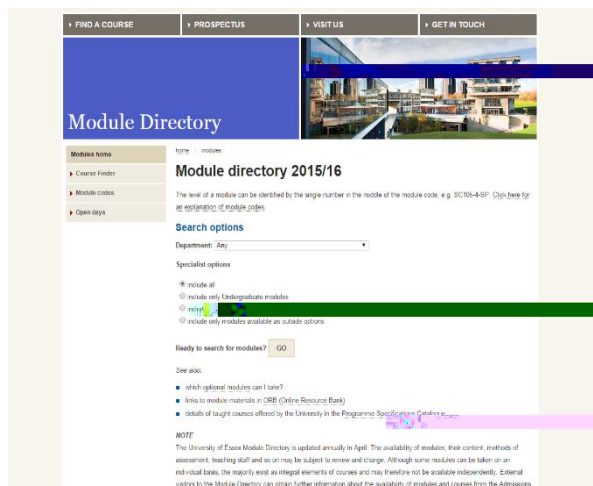 FIND A COURSE
PROSPECTUS
VISIT US
GET IN TOUCH
Module Directory
Modules home
Course Finder
Module codes
Open days
home
modules
Module directory 2015/16
The level of a module can be identified by the single number in the middle of the module code, e.g. SC105-4-SP. Click here for
an explanation of module codes.
Search options
Department: Any
Specialist options
include all
include only Undergraduate modules
include only modules available as outside options
Ready to search for modules? GO
See also:
which optional modules can I take?
links to module materials in ORB (Online Resource Bank)
details of taught courses offered by the University in the Programme Specifications Catalogue
NOTE
The University of Essex Module Directory is updated annually in April. The availability of modules, their content, methods of
assessment, teaching staff and so on may be subject to review and change. Although some modules can be taken on an
individual basis, the majority exist as integral elements of courses and may therefore not be available independently. External
visitors to the Module Directory can obtain further information about the availability of modules and courses from the Admissions